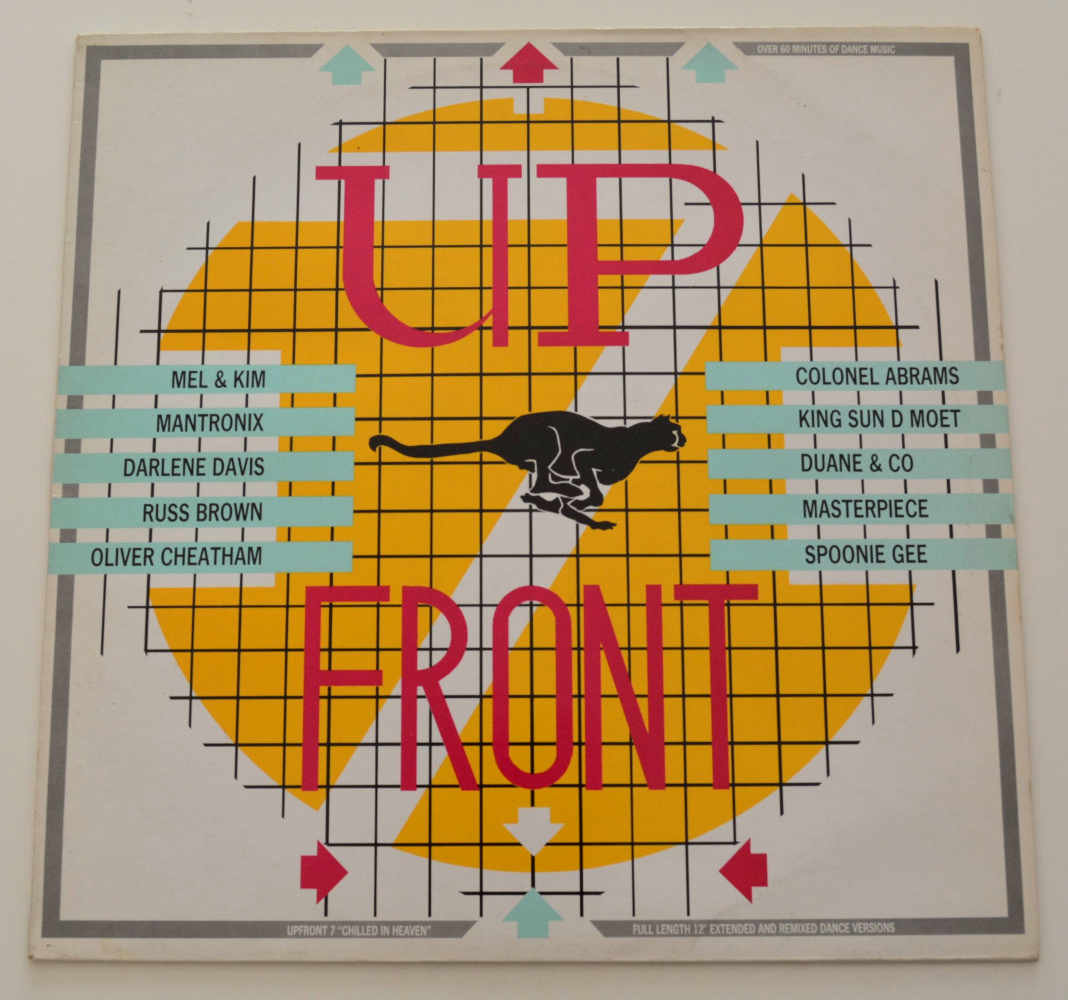 OVER 60 MINUTES OF DANCE MUSIC
UP
MEL & KIM
MANTRONIX
DARLENE DAVIS
RUSS BROWN
OLIVER CHEATHAM
COLONEL ABRAMS
KING SUN D MOET
DUANE & CO
MASTERPIECE
SPOONIE GEE
FRONT
UPFRONT 7 "CHILLED IN HEAVEN"
FULL LENGTH 12' EXTENDED AND REMIXED DANCE VERSIONS